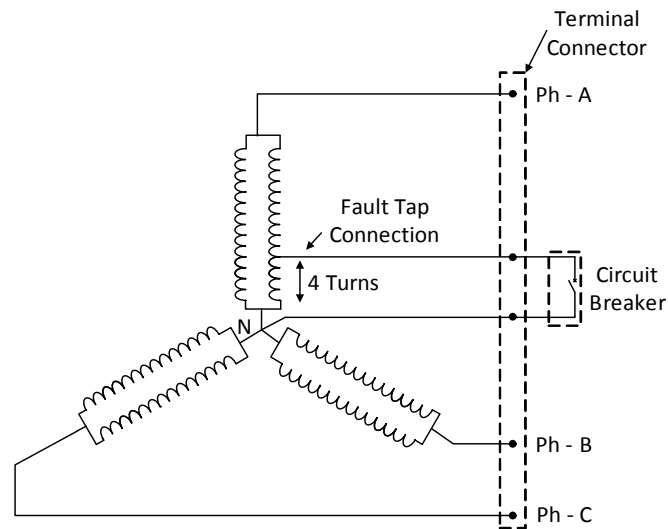 Terminal
Connector
Ph - A
Fault Tap
Connection
4 Turns
Circuit
Breaker
N
Ph - B
Ph - C